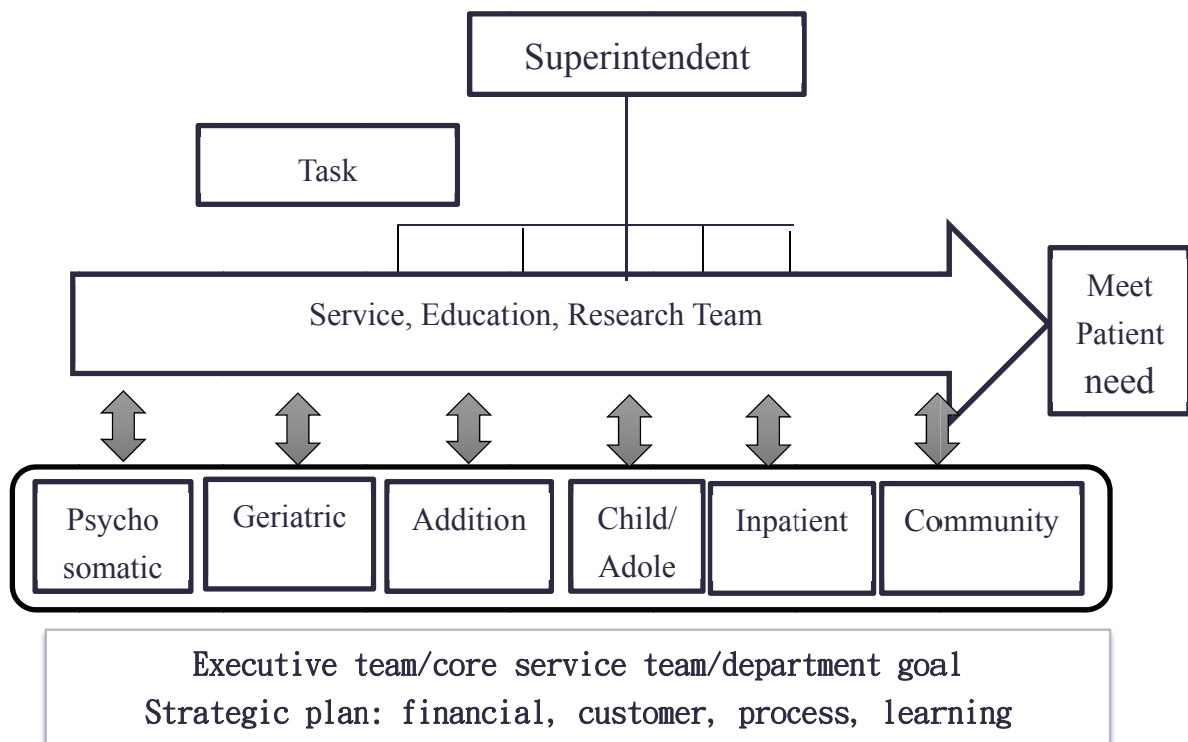 Superintendent
Task
Service, Education, Research Team
Meet
Patient
need
Psycho
somatic
Geriatric
Addition
Child/
Adole
Inpatient
Community
Executive team/core service team/department goal
Strategic plan: financial, customer, process, learning